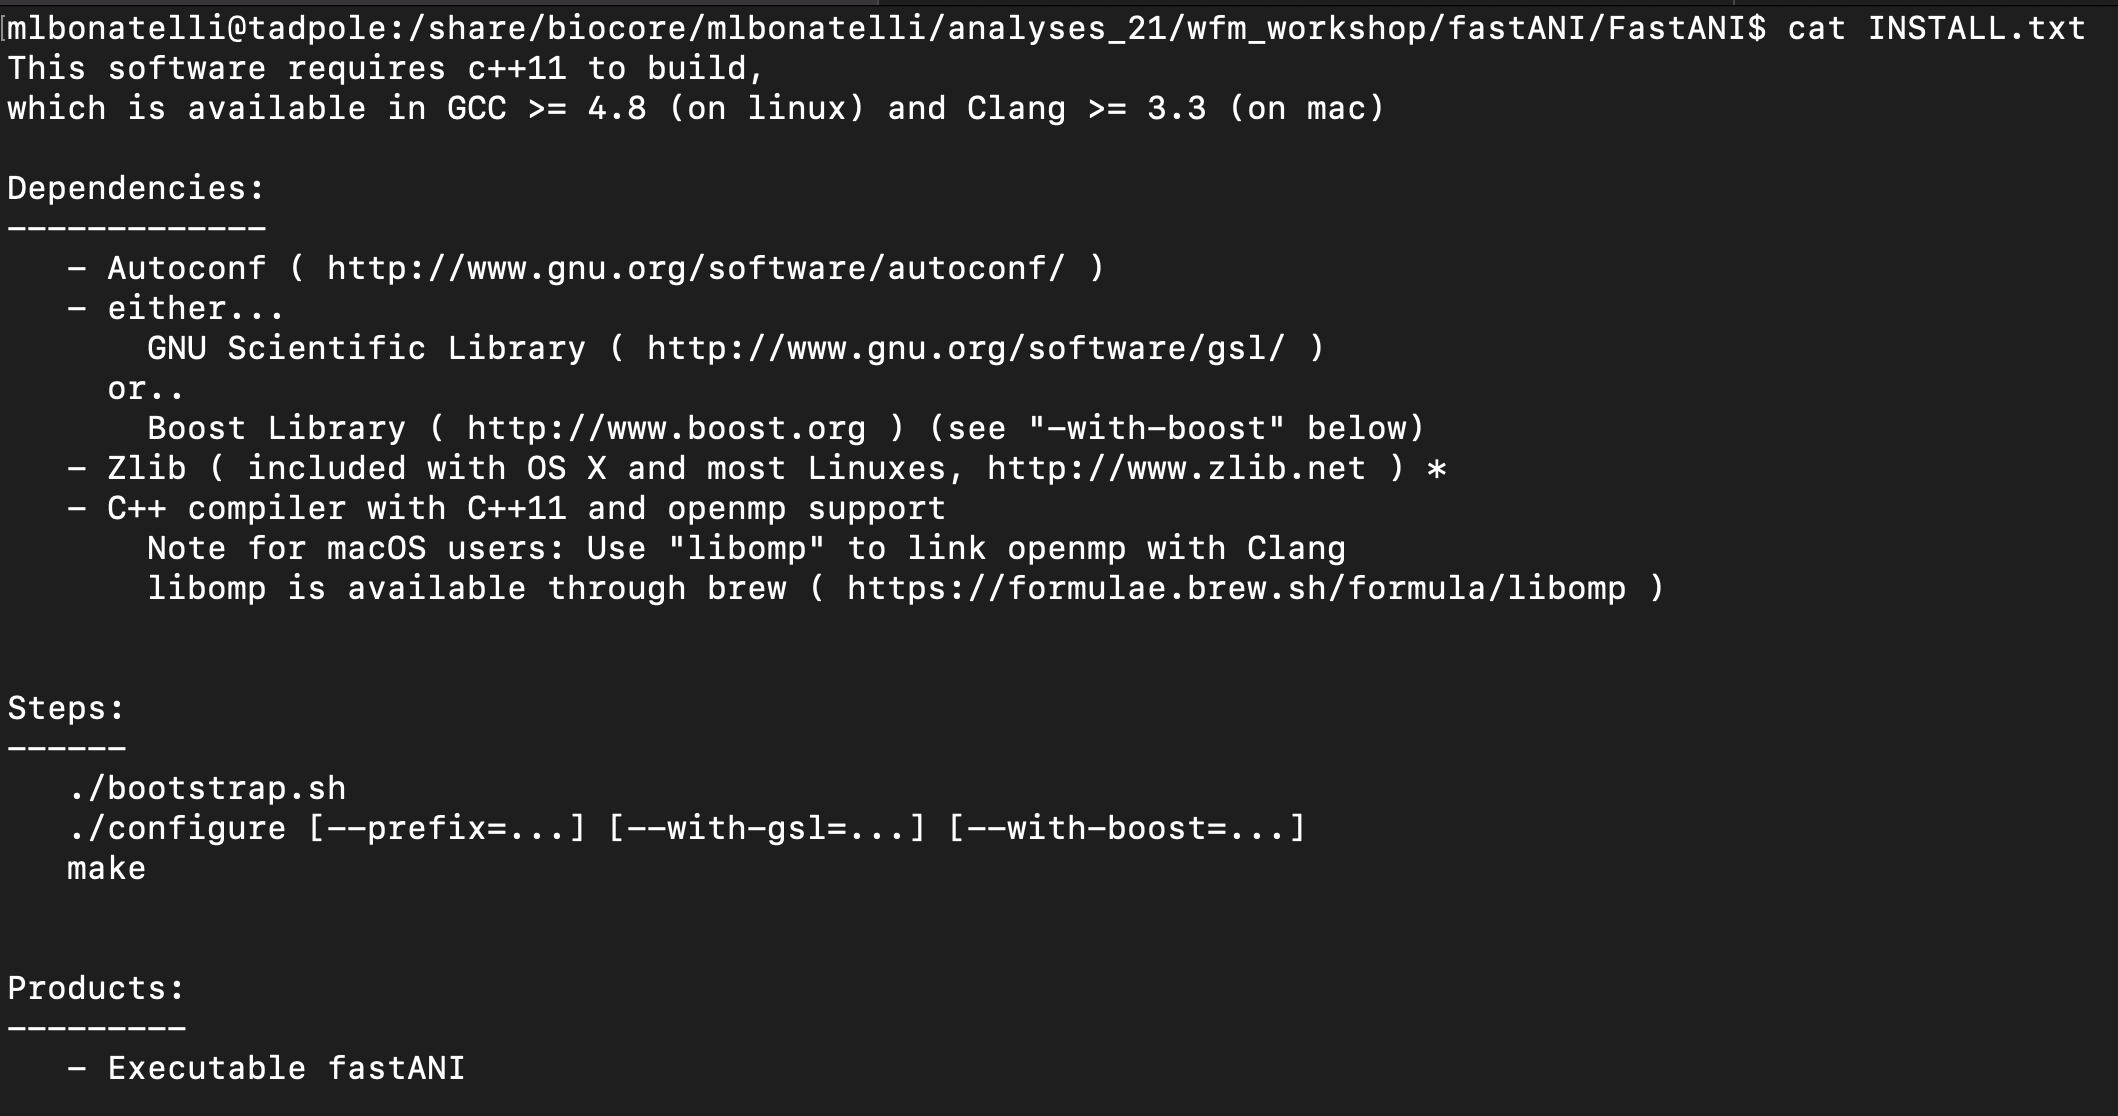 mlbonatelli@tadpole:/share/biocore/mlbonatelli/analyses_21/wfm_workshop/fastANI/FastANI$ cat INSTALL.txt
This software requires c++11 to build,
which is available in GCC >= 4.8 (on linux) and Clang >= 3.3 (on mac)
Dependencies:
-------------
- Autoconf ( http://www.gnu.org/software/autoconf/ )
- either...
GNU Scientific Library ( http://www.gnu.org/software/gsl/ )
or..
Boost Library ( http://www.boost.org ) (see "-with-boost" below)
- Zlib ( included with OS X and most Linuxes, http://www.zlib.net ) *
- C++ compiler with C++11 and openmp support
Note for macOS users: Use "libomp" to link openmp with Clang
libomp is available through brew ( https://formulae.brew.sh/formula/libomp )
Steps:
------
./bootstrap.sh
./configure [--prefix=...] [--with-gsl=...] [--with-boost=...]
make
Products:
---------
- Executable fastANI